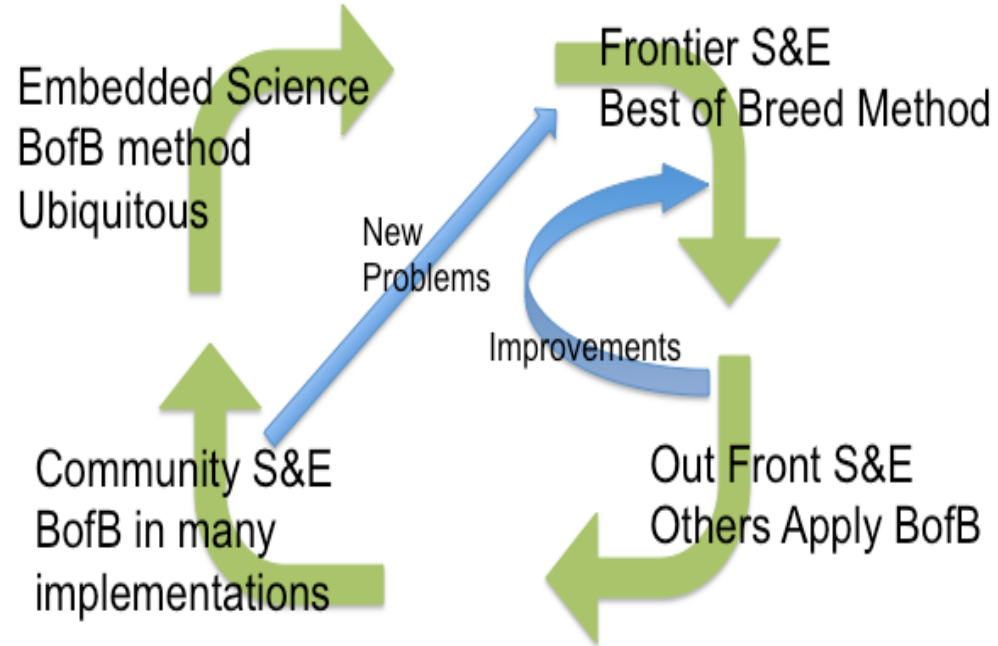 Embedded Science
BofB method
Ubiquitous
Frontier S&E
Best of Breed Method
New
Problems
Improvements
Community S&E
BofB in many
implementations
Out Front S&E
Others Apply BofB